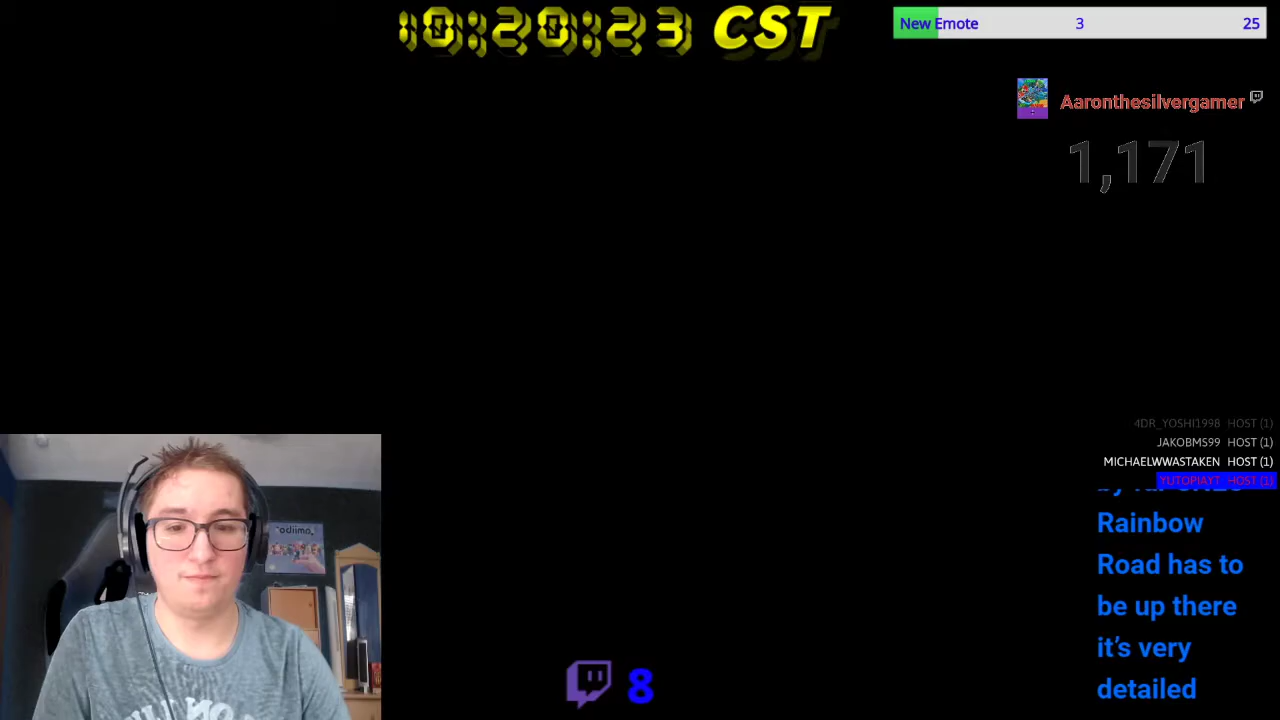 10:20:23 CST
New Emote 3 25
Aaronthesilvergamer
1,171
4DR_YOSHI1998 HOST (1)
JAKOBMS99 HOST (1)
MICHAELWWASTAKEN HOST (1)
YUTOPIAYT HOST (1)
Rainbow
Road has to
be up there
it's very
detailed
amiibo
8